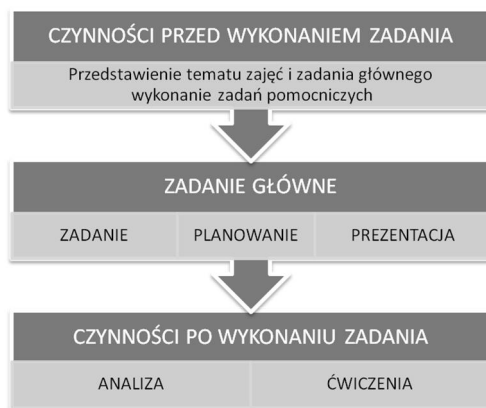 CZYNNOŚCI PRZED WYKONANIEM ZADANIA
Przedstawienie tematu zajęć i zadania głównego
wykonanie zadań pomocniczych
ZADANIE GŁÓWNE
ZADANIE
PLANOWANIE
PREZENTACJA
CZYNNOŚCI PO WYKONANIU ZADANIA
ANALIZA
ĆWICZENIA